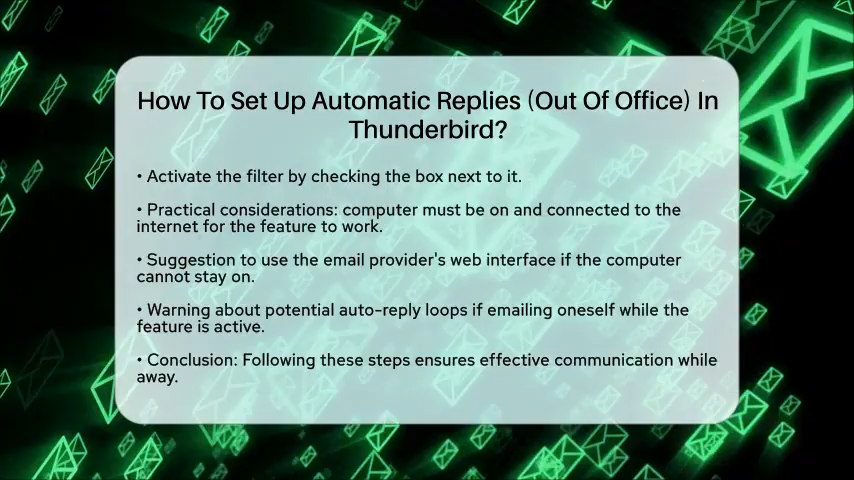 How To Set Up Automatic Replies (Out Of Office) In
Thunderbird?
• Activate the filter by checking the box next to it.
• Practical considerations: computer must be on and connected to the
internet for the feature to work.
• Suggestion to use the email provider's web interface if the computer
cannot stay on.
• Warning about potential auto-reply loops if emailing oneself while the
feature is active.
• Conclusion: Following these steps ensures effective communication while
away.